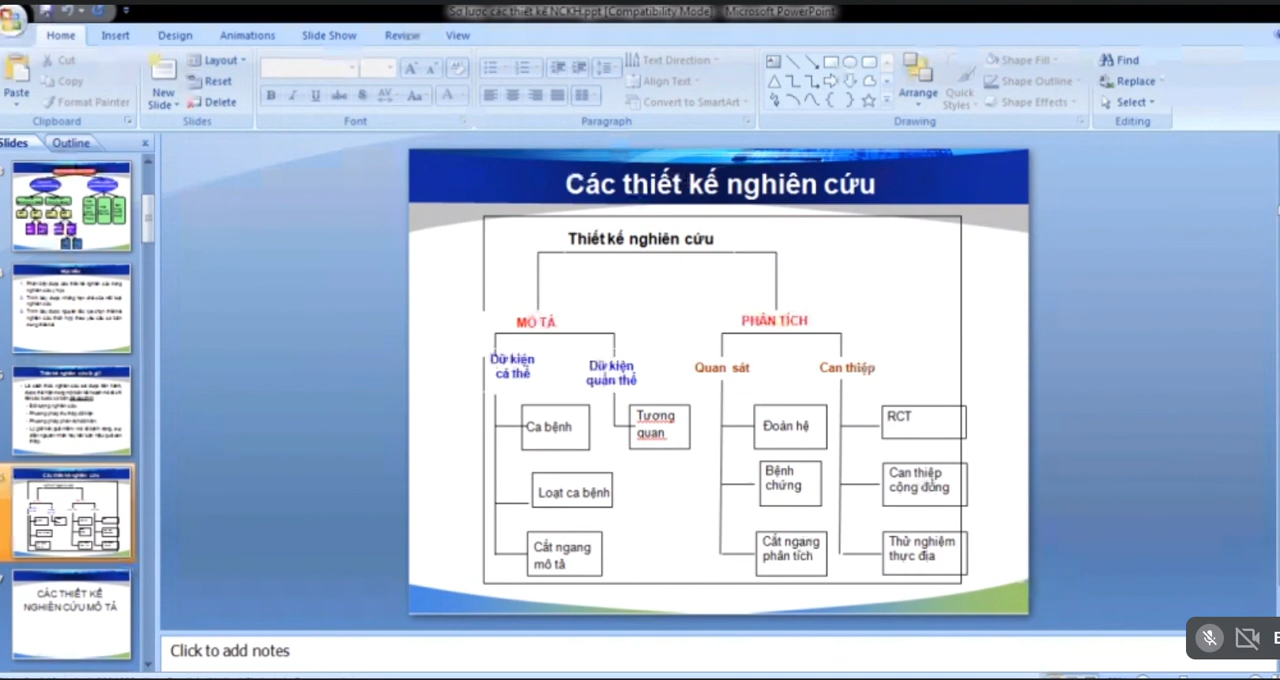 Sơ lược các thiết kế NCKH.ppt [Compatibility Mode] - Microsoft PowerPoint
Home Insert Design Animations Slide Show Review View
Paste
Cut
Copy
Format Painter
Clipboard
New
Slide
Layout
Reset
Delete
Slides
Font
Text Direction
Align Text
Convert to SmartArt
Paragraph
Arrange
Quick
Styles
Shape Fill
Shape Outline
Shape Effects
Drawing
Find
Replace
Select
Editing
Slides Outline
Các thiết kế nghiên cứu
Thiết kế nghiên cứu
MÔ TẢ
PHÂN TÍCH
Dữ kiện
cá thể
Dữ kiện
quần thể
Quan sát
Can thiệp
Ca bệnh
Tương
quan
Đoàn hệ
RCT
Loạt ca bệnh
Bệnh
chứng
Can thiệp
cộng đồng
Cắt ngang
mô tả
Cắt ngang
phân tích
Thử nghiệm
thực địa
CÁC THIẾT KẾ
NGHIÊN CỨU MÔ TẢ
Click to add notes